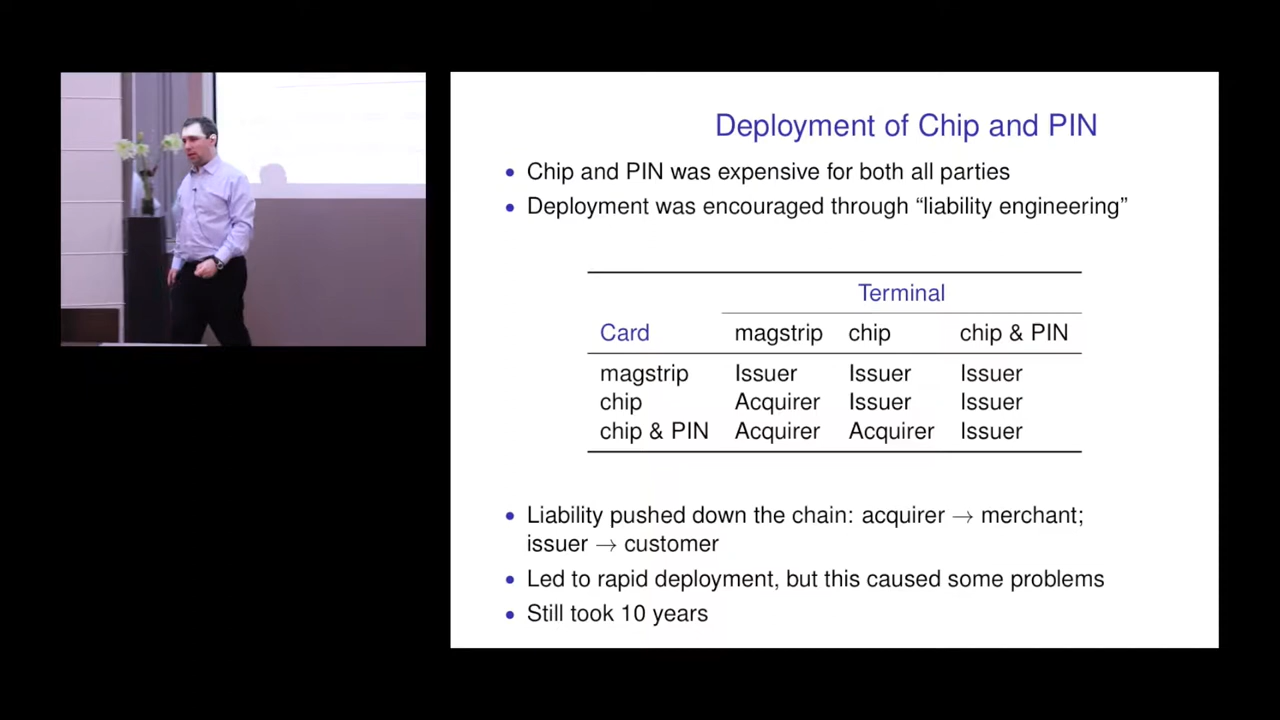 Deployment of Chip and PIN
• Chip and PIN was expensive for both all parties
• Deployment was encouraged through “liability engineering”
Terminal
Card magstrip chip chip & PIN
magstrip Issuer Issuer Issuer
chip Acquirer Issuer Issuer
chip & PIN Acquirer Acquirer Issuer
• Liability pushed down the chain: acquirer → merchant;
issuer → customer
• Led to rapid deployment, but this caused some problems
• Still took 10 years